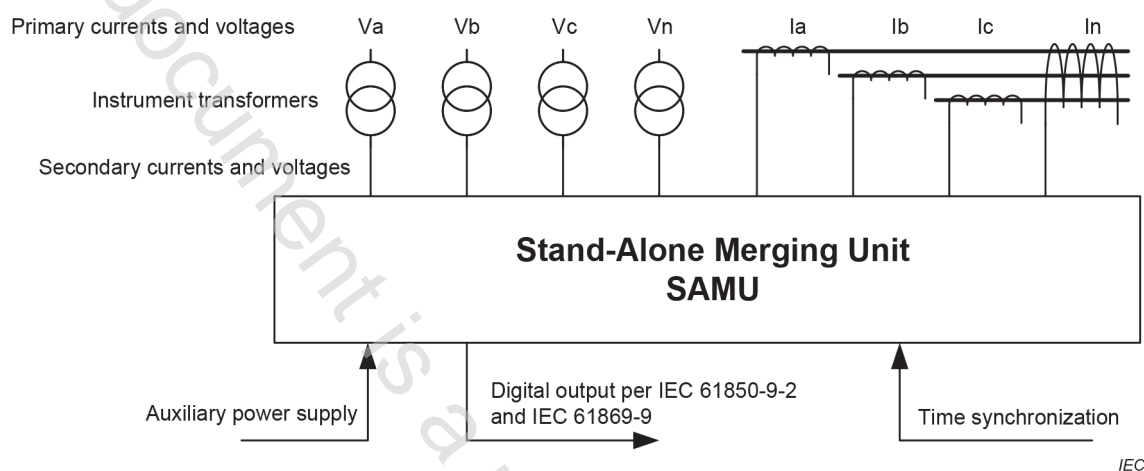 Primary currents and voltages Va Vb Vc Vn Ia Ib Ic In
Instrument transformers
Secondary currents and voltages
Stand-Alone Merging Unit
SAMU
Auxiliary power supply
Digital output per IEC 61850-9-2
and IEC 61869-9
Time synchronization
IEC
document is a